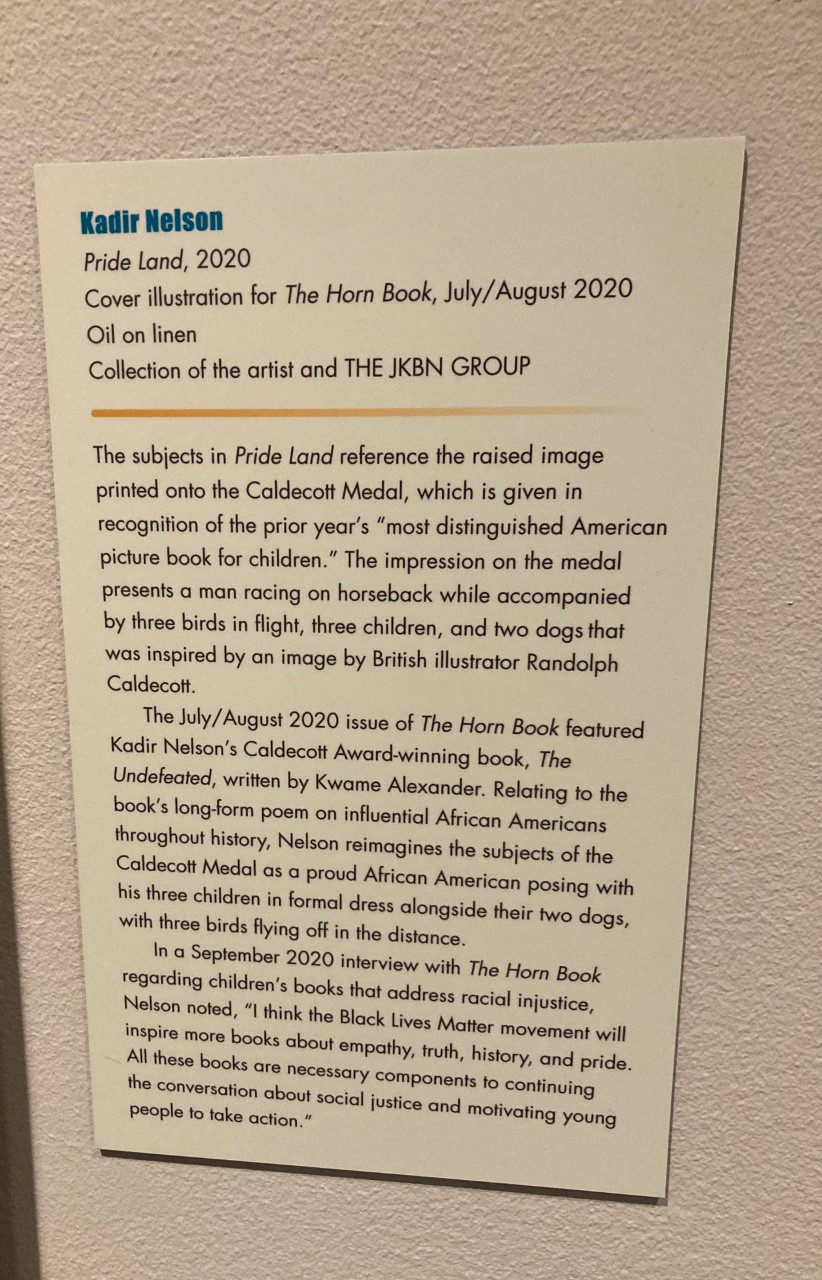 Kadir Nelson
Pride Land, 2020
Cover illustration for The Horn Book, July/August 2020
Oil on linen
Collection of the artist and THE JKBN GROUP
The subjects in Pride Land reference the raised image
printed onto the Caldecott Medal, which is given in
recognition of the prior year’s “most distinguished American
picture book for children.” The impression on the medal
presents a man racing on horseback while accompanied
by three birds in flight, three children, and two dogs that
was inspired by an image by British illustrator Randolph
Caldecott.
The July/August 2020 issue of The Horn Book featured
Kadir Nelson’s Caldecott Award-winning book, The
Undefeated, written by Kwame Alexander. Relating to the
book’s long-form poem on influential African Americans
throughout history, Nelson reimagines the subjects of the
Caldecott Medal as a proud African American posing with
his three children in formal dress alongside their two dogs,
with three birds flying off in the distance.
In a September 2020 interview with The Horn Book
regarding children’s books that address racial injustice,
Nelson noted, “I think the Black Lives Matter movement will
inspire more books about empathy, truth, history, and pride.
All these books are necessary components to continuing
the conversation about social justice and motivating young
people to take action.”